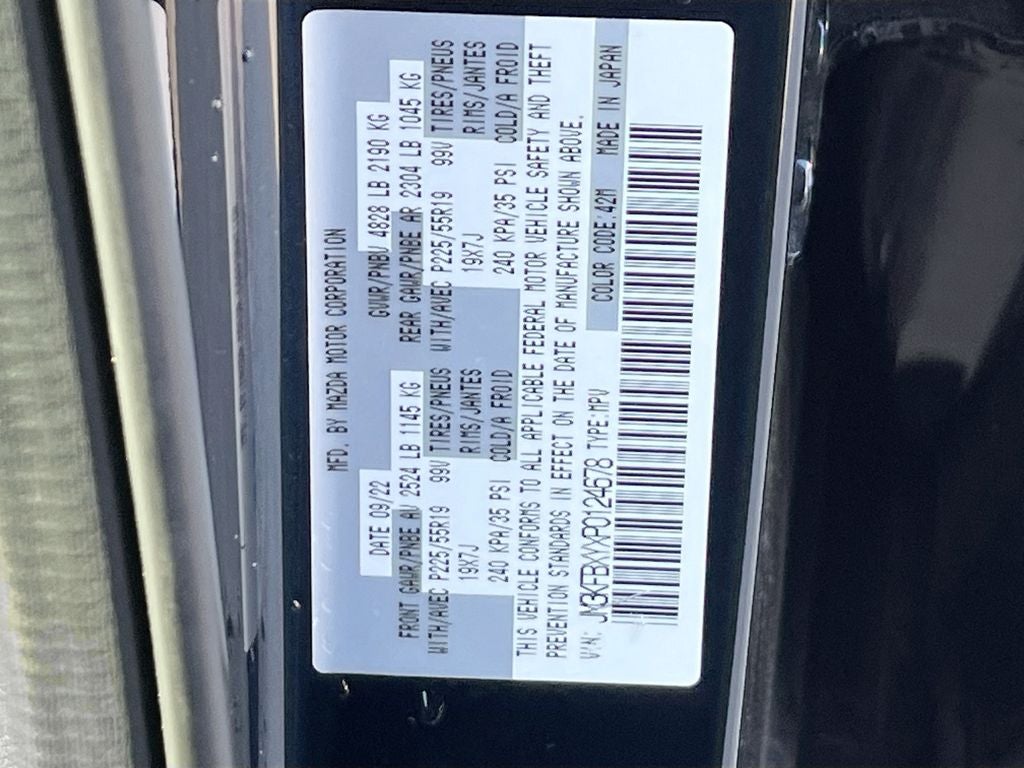 MFD. BY MAZDA MOTOR CORPORATION
DATE 09/22 GVWR/PNBV 4828 LB 2190 KG
FRONT GAWR/PNBE AV 2524 LB 1145 KG REAR GAWR/PNBE AR 2304 LB 1045 KG
WITH/AVEC P225/55R19 99V TIRES/PNEUS WITH/AVEC P225/55R19 99V TIRES/PNEUS
19X7J RIMS/JANTES 19X7J RIMS/JANTES
240 KPA/35 PSI COLD/A FROID 240 KPA/35 PSI COLD/A FROID
THIS VEHICLE CONFORMS TO ALL APPLICABLE FEDERAL MOTOR VEHICLE SAFETY AND THEFT
PREVENTION STANDARDS IN EFFECT ON THE DATE OF MANUFACTURE SHOWN ABOVE.
VIN: TYPE:MPV COLOR CODE:42M MADE IN JAPAN